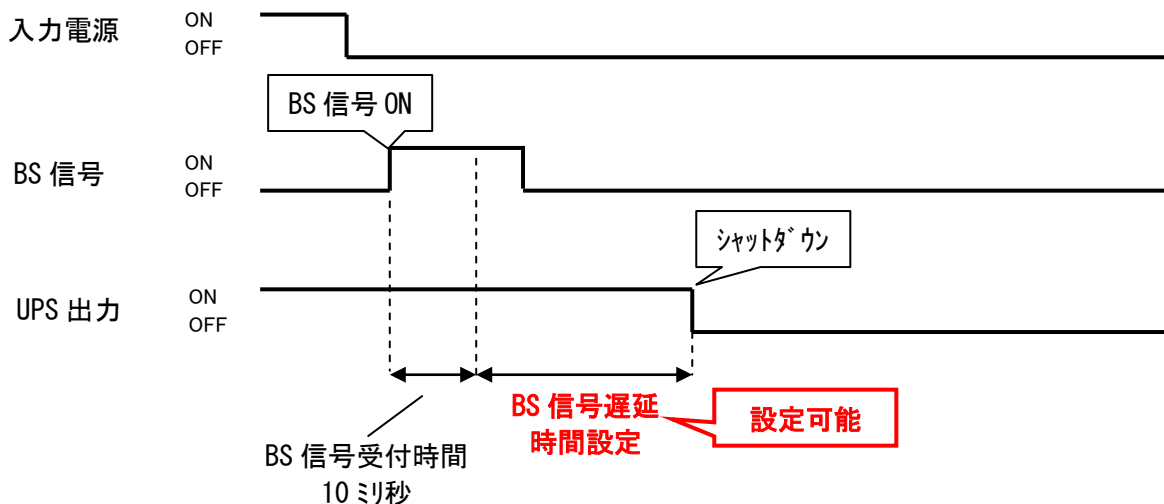 入力電源
ON
OFF
BS 信号 ON
BS 信号
ON
OFF
シャットダウン
UPS 出力
ON
OFF
BS 信号遅延
時間設定
設定可能
BS 信号受付時間
10 ミリ秒